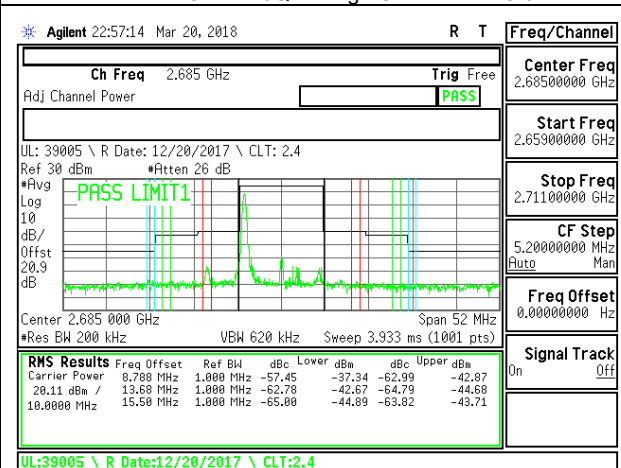 Agilent 22:57:14 Mar 20, 2018 R T Freq/Channel
Ch Freq 2.685 GHz Trig Free
Adj Channel Power PASS
Center Freq
2.68500000 GHz
Start Freq
2.65900000 GHz
Stop Freq
2.71100000 GHz
CF Step
5.20000000 MHz
Auto Man
Freq Offset
0.00000000 Hz
Signal Track
On Off
UL: 39005 \ R Date: 12/20/2017 \ CLT: 2.4
Ref 30 dBm #Atten 26 dB
#Avg
Log
10
dB/
Offst
20.9
dB
PASS LIMIT1
Center 2.685 000 GHz Span 52 MHz
#Res BW 200 kHz VBW 620 kHz Sweep 3.933 ms (1001 pts)
RMS Results Freq Offset Ref BW dBc Lower dBm dBc Upper dBm
Carrier Power 8.788 MHz 1.000 MHz -57.45 -37.34 -62.99 -42.87
20.11 dBm / 13.68 MHz 1.000 MHz -62.78 -42.67 -64.79 -44.68
10.0000 MHz 15.50 MHz 1.000 MHz -65.00 -44.89 -63.82 -43.71
UL:39005 \ R Date:12/20/2017 \ CLT:2.4